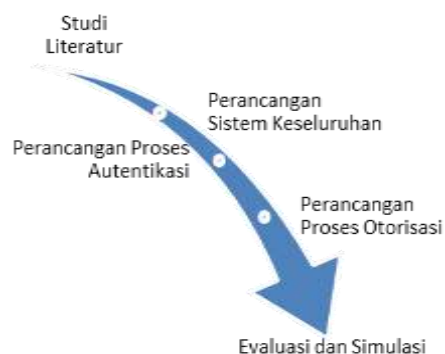 Studi
Literatur
Perancangan
Sistem Keseluruhan
Perancangan Proses
Autentikasi
Perancangan
Proses Otorisasi
Evaluasi dan Simulasi